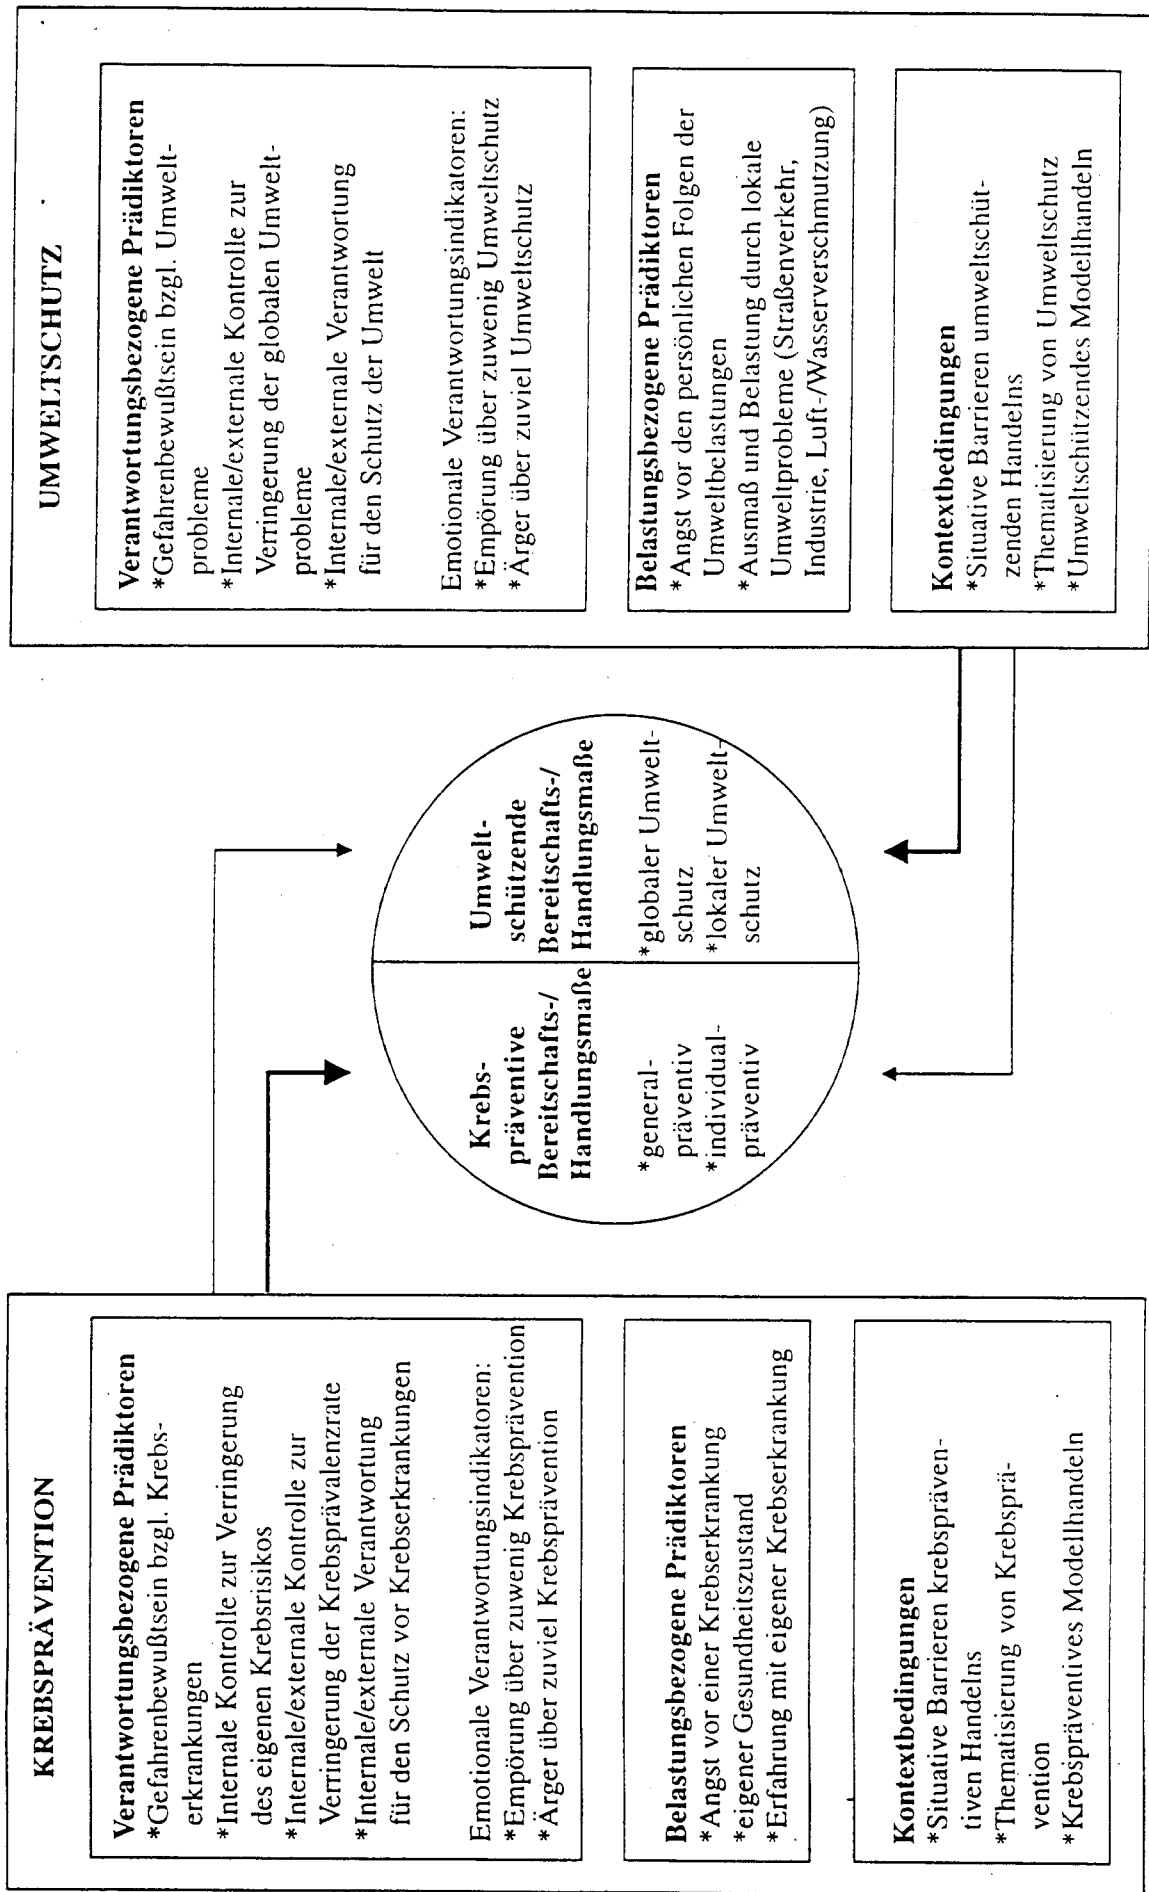 KREBSPRÄVENTION
Verantwortungsbezogene Prädiktoren
*Gefahrenbewußtsein bzgl. Krebs-
erkrankungen
*Internale Kontrolle zur Verringerung
des eigenen Krebsrisikos
*Internale/externale Kontrolle zur
Verringerung der Krebsprävalenzrate
*Internale/externale Verantwortung
für den Schutz vor Krebserkrankungen
Emotionale Verantwortungsindikatoren:
*Empörung über zuwenig Krebsprävention
*Ärger über zuviel Krebsprävention
Belastungsbezogene Prädiktoren
*Angst vor einer Krebserkrankung
*eigener Gesundheitszustand
*Erfahrung mit eigener Krebserkrankung
Kontextbedingungen
*Situative Barrieren krebspräven-
tiven Handelns
*Thematisierung von Krebsprä-
vention
*Krebspräventives Modellhandeln
Krebs-
präventive
Bereitschafts-/
Handlungsmaße
*general-
präventiv
*individual-
präventiv
Umwelt-
schützende
Bereitschafts-/
Handlungsmaße
*globaler Umwelt-
schutz
*lokaler Umwelt-
schutz
UMWELTSCHUTZ
Verantwortungsbezogene Prädiktoren
*Gefahrenbewußtsein bzgl. Umwelt-
probleme
*Internale/externale Kontrolle zur
Verringerung der globalen Umwelt-
probleme
*Internale/externale Verantwortung
für den Schutz der Umwelt
Emotionale Verantwortungsindikatoren:
*Empörung über zuwenig Umweltschutz
*Ärger über zuviel Umweltschutz
Belastungsbezogene Prädiktoren
*Angst vor den persönlichen Folgen der
Umweltbelastungen
*Ausmaß und Belastung durch lokale
Umweltprobleme (Straßenverkehr,
Industrie, Luft-/Wasserverschmutzung)
Kontextbedingungen
*Situative Barrieren umweltschüt-
zenden Handelns
*Thematisierung von Umweltschutz
*Umweltschützendes Modellhandeln